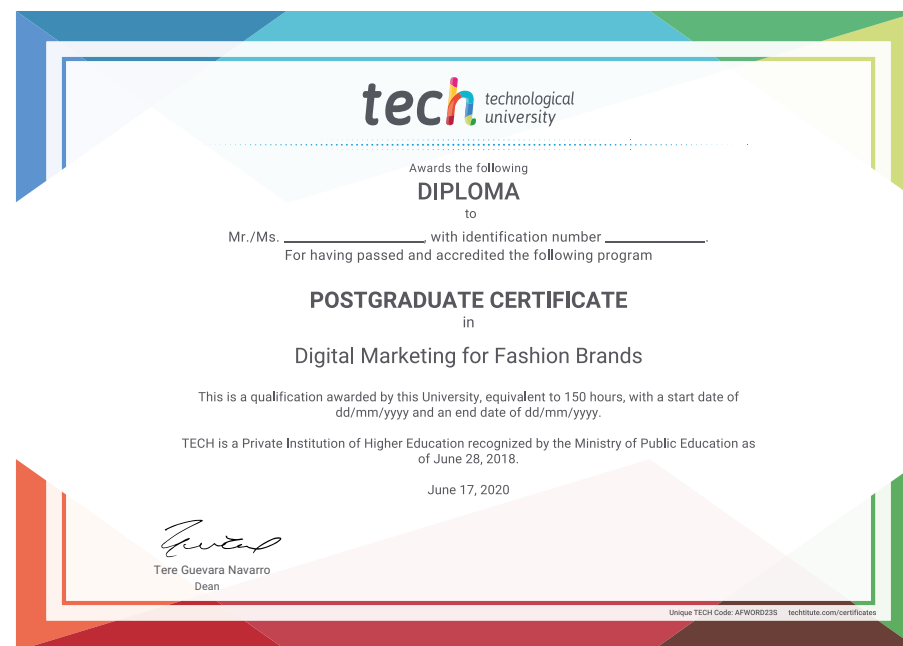 tech technological
university
Awards the following
DIPLOMA
to
Mr./Ms. ____________, with identification number ____________.
For having passed and accredited the following program
POSTGRADUATE CERTIFICATE
in
Digital Marketing for Fashion Brands
This is a qualification awarded by this University, equivalent to 150 hours, with a start date of
dd/mm/yyyy and an end date of dd/mm/yyyy.
TECH is a Private Institution of Higher Education recognized by the Ministry of Public Education as
of June 28, 2018.
June 17, 2020
Tere Guevara Navarro
Dean
Unique TECH Code: AFWORD23S techtitute.com/certificates